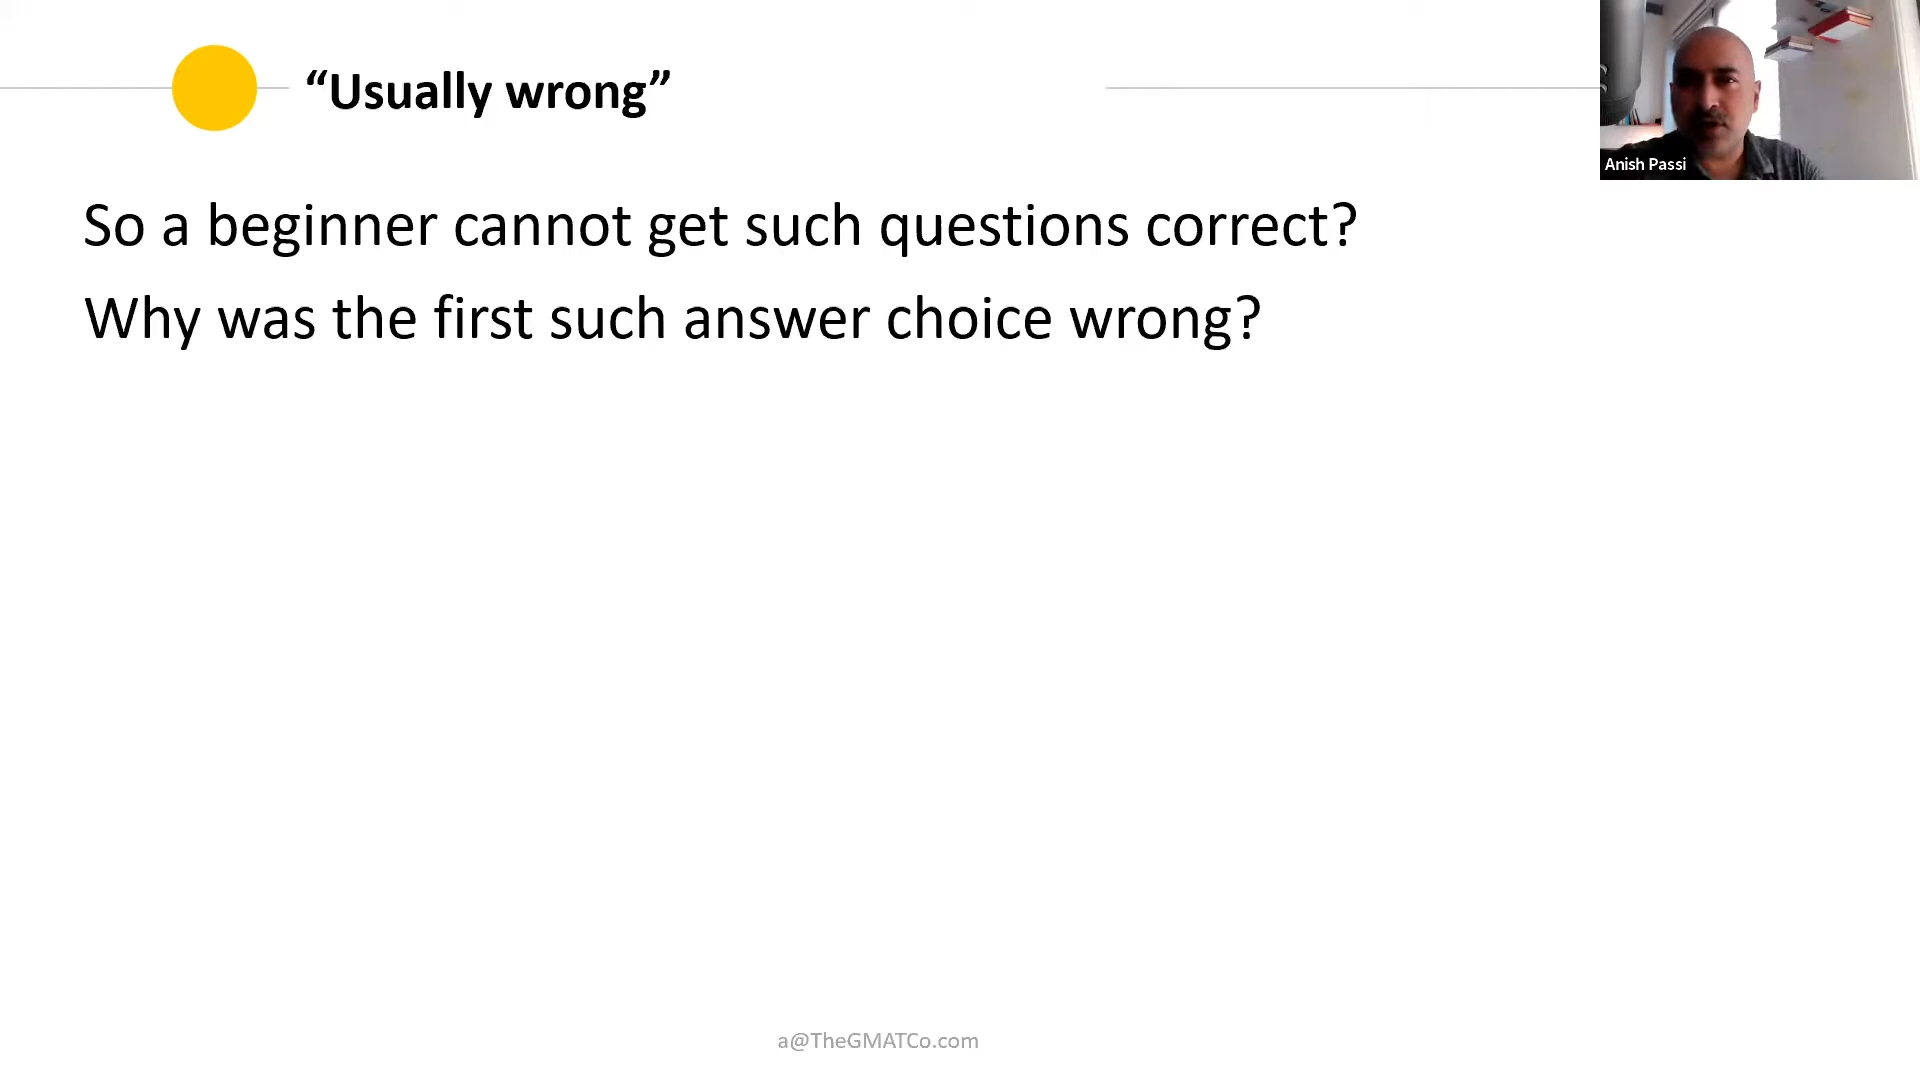 “Usually wrong”
Anish Passi
So a beginner cannot get such questions correct?
Why was the first such answer choice wrong?
a@TheGMATCo.com